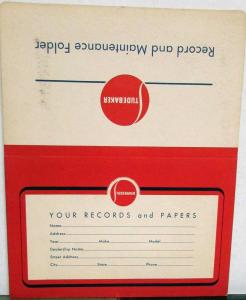 Record and Maintenance Folder
STUDEBAKER
STUDEBAKER
YOUR RECORDS and PAPERS
Name
Address
Year Make Model
Dealership Name
Street Address
City State Phone